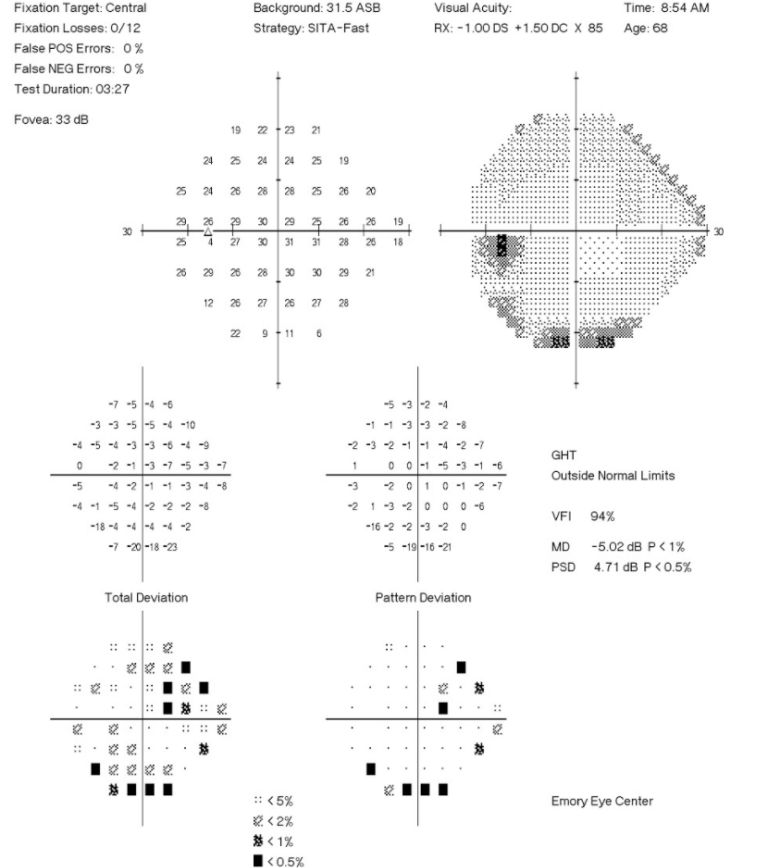 Fixation Target: Central Background: 31.5 ASB Visual Acuity: Time: 8:54 AM
Fixation Losses: 0/12 Strategy: SITA-Fast RX: -1.00 DS +1.50 DC X 85 Age: 68
False POS Errors: 0 %
False NEG Errors: 0 %
Test Duration: 03:27
Fovea: 33 dB
19 22 23 21
24 25 24 24 25 19
25 24 26 28 28 25 26 20
29 26 29 30 29 25 26 26 19
30 30
25 4 27 30 31 31 28 26 18
26 29 26 28 30 30 29 21
12 26 27 26 27 28
22 9 11 6
-7 -5 -4 -6 -5 -3 -2 -4
-3 -3 -5 -4 -4 -10 -1 -1 -3 -3 -2 -8
-4 -5 -4 -3 -3 -6 -4 -9 -2 -3 -2 -1 -1 -4 -2 -7
0 -2 -1 -3 -7 -5 -3 -7 1 0 0 -1 -5 -3 -1 -6
-5 -4 -2 -1 -1 -3 -4 -8 -3 -2 0 1 0 -1 -2 -7
-4 -1 -5 -4 -2 -2 -2 -8 -2 1 -3 -2 0 0 0 -6
-18 -4 -4 -4 -4 -2 -16 -2 -2 -3 -2 0
-7 -20 -18 -23 -5 -19 -16 -21
GHT
Outside Normal Limits
VFI 94%
MD -5.02 dB P < 1%
PSD 4.71 dB P < 0.5%
Total Deviation Pattern Deviation
< 5%
< 2%
< 1%
< 0.5%
Emory Eye Center